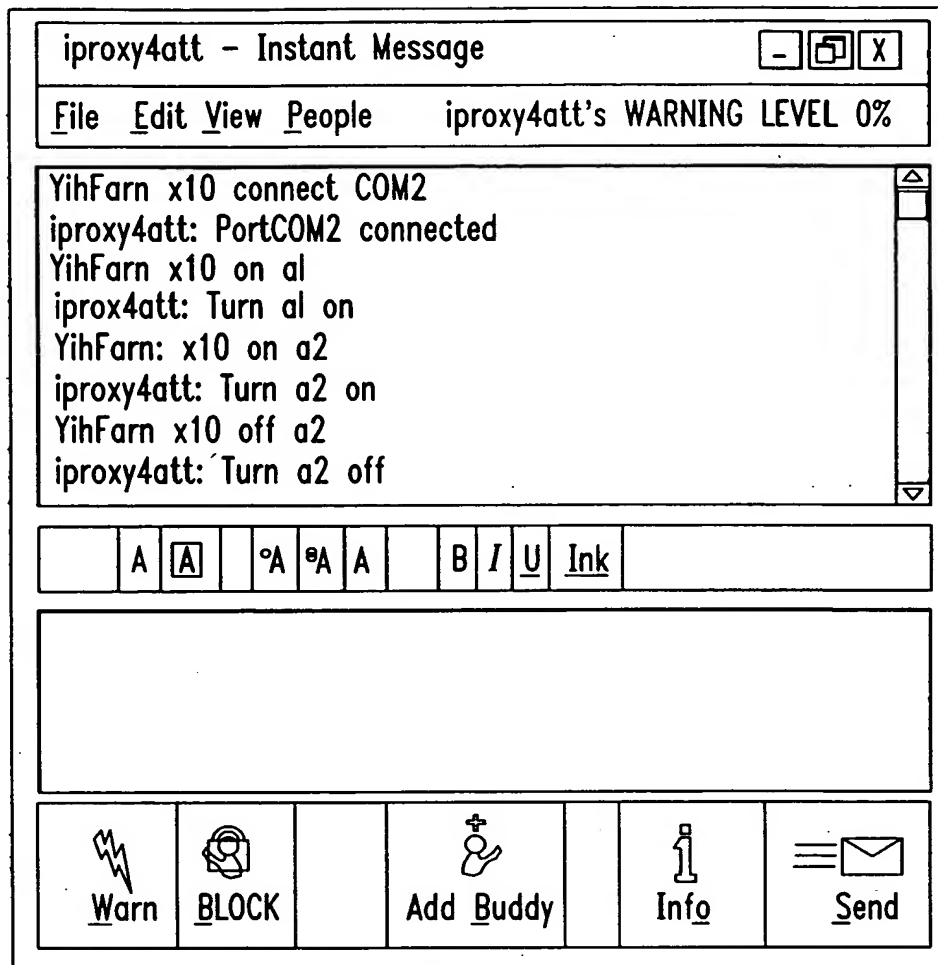 iproxy4att - Instant Message
- X
File Edit View People iproxy4att's WARNING LEVEL 0%
YihFarn x10 connect COM2
iproxy4att: PortCOM2 connected
YihFarn x10 on al
iprox4att: Turn al on
YihFarn: x10 on a2
iproxy4att: Turn a2 on
YihFarn x10 off a2
iproxy4att: Turn a2 off
A A °A ᶿA A B I U Ink
Warn BLOCK Add Buddy Info Send